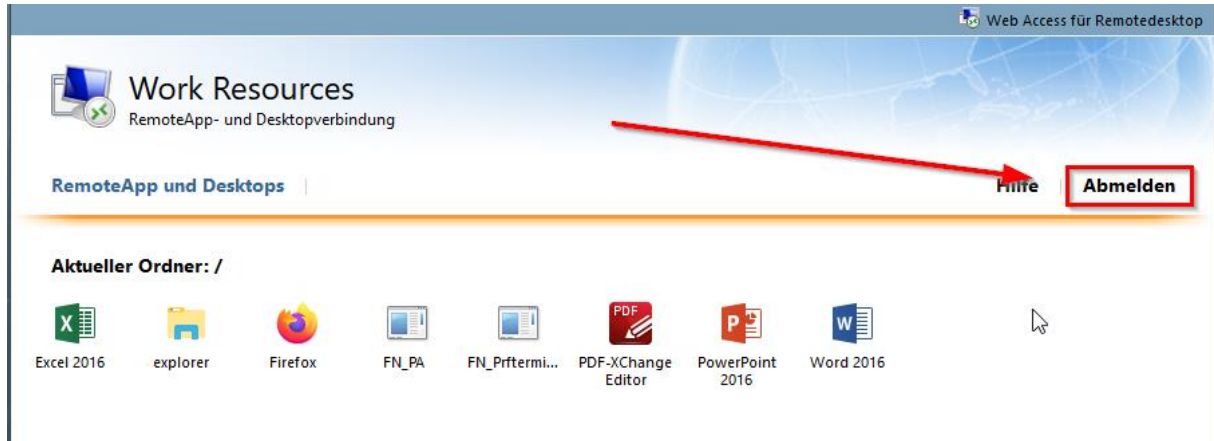 Web Access für Remotedesktop
Work Resources
RemoteApp- und Desktopverbindung
RemoteApp und Desktops
Hilfe
Abmelden
Aktueller Ordner: /
PDF
Excel 2016
explorer
Firefox
FN_PA
FN_Prftermi...
PDF-XChange
Editor
PowerPoint
2016
Word 2016